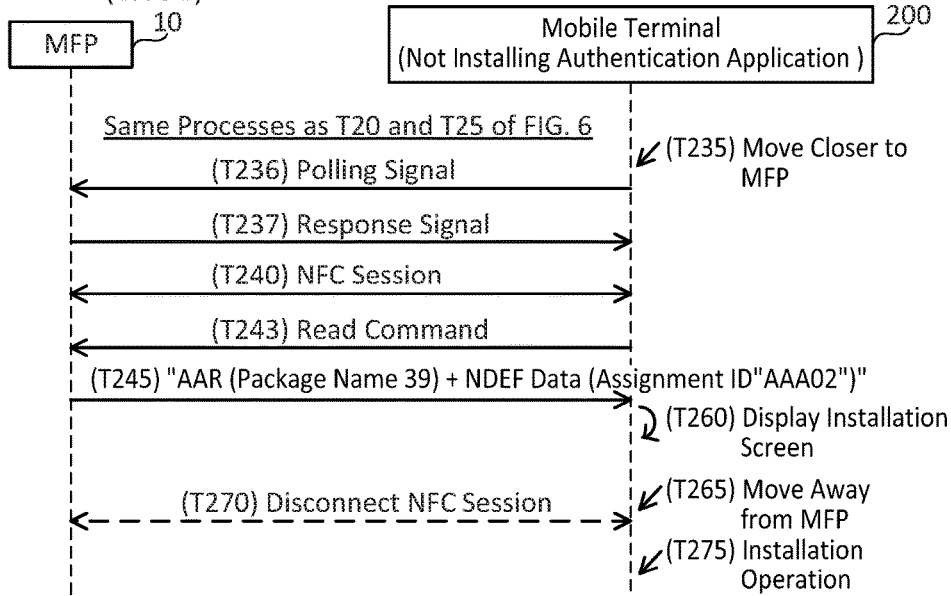 MFP
10
Mobile Terminal
(Not Installing Authentication Application )
200
Same Processes as T20 and T25 of FIG. 6
(T235) Move Closer to
MFP
(T236) Polling Signal
(T237) Response Signal
(T240) NFC Session
(T243) Read Command
(T245) "AAR (Package Name 39) + NDEF Data (Assignment ID"AAA02")"
(T260) Display Installation
Screen
(T265) Move Away
from MFP
(T270) Disconnect NFC Session
(T275) Installation
Operation